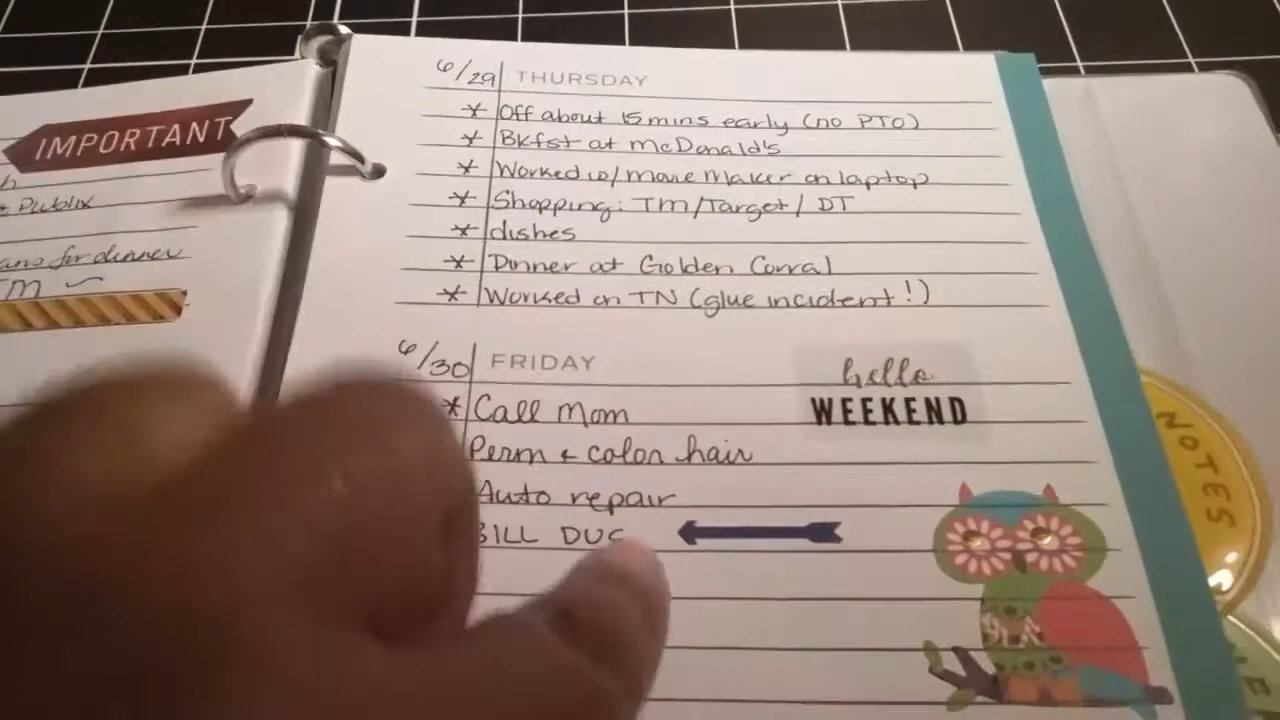 IMPORTANT
Publix
for dinner
TM
6/29 THURSDAY
* Off about 15 mins early (no PTO)
* Bkfst at McDonald's
* Worked w/ Movie Maker on laptop
* Shopping: TM/Target/DT
* dishes
* Dinner at Golden Corral
* Worked on TN (glue incident!)
6/30 FRIDAY
hello
WEEKEND
* Call Mom
Perm + color hair
Auto repair
BILL DUE
NOTES